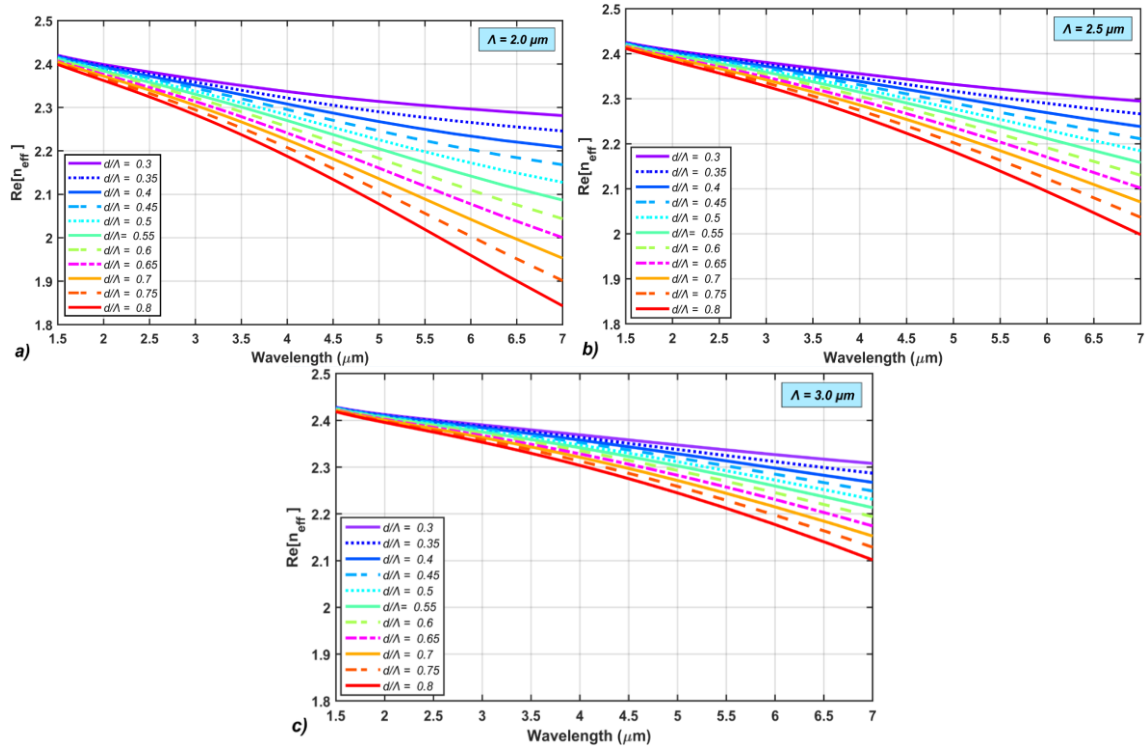 Λ = 2.0 μm
2.5
2.4
2.3
2.2
2.1
2
1.9
1.8
Re[n_eff]
d/Λ = 0.3
d/Λ = 0.35
d/Λ = 0.4
d/Λ = 0.45
d/Λ = 0.5
d/Λ= 0.55
d/Λ = 0.6
d/Λ = 0.65
d/Λ = 0.7
d/Λ = 0.75
d/Λ = 0.8
1.5 2 2.5 3 3.5 4 4.5 5 5.5 6 6.5 7
Wavelength (μm)
a)
Λ = 2.5 μm
2.5
2.4
2.3
2.2
2.1
2
1.9
1.8
Re[n_eff]
d/Λ = 0.3
d/Λ = 0.35
d/Λ = 0.4
d/Λ = 0.45
d/Λ = 0.5
d/Λ= 0.55
d/Λ = 0.6
d/Λ = 0.65
d/Λ = 0.7
d/Λ = 0.75
d/Λ = 0.8
1.5 2 2.5 3 3.5 4 4.5 5 5.5 6 6.5 7
Wavelength (μm)
b)
Λ = 3.0 μm
2.5
2.4
2.3
2.2
2.1
2
1.9
1.8
Re[n_eff]
d/Λ = 0.3
d/Λ = 0.35
d/Λ = 0.4
d/Λ = 0.45
d/Λ = 0.5
d/Λ= 0.55
d/Λ = 0.6
d/Λ = 0.65
d/Λ = 0.7
d/Λ = 0.75
d/Λ = 0.8
1.5 2 2.5 3 3.5 4 4.5 5 5.5 6 6.5 7
Wavelength (μm)
c)